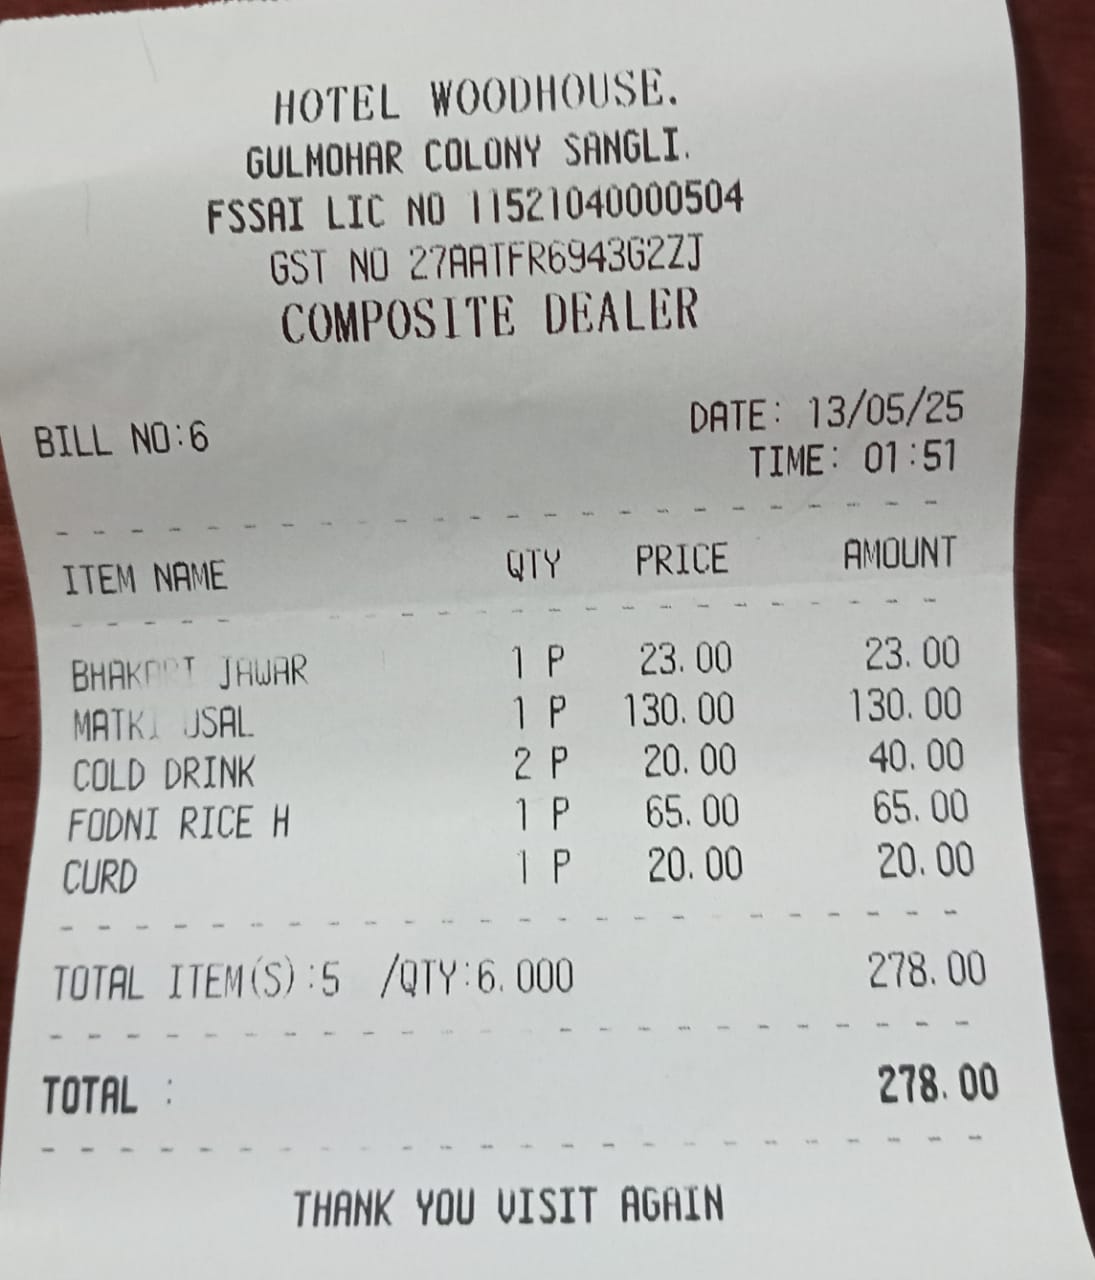 HOTEL WOODHOUSE.
GULMOHAR COLONY SANGLI.
FSSAI LIC NO 11521040000504
GST NO 27AATFR6943G2ZJ
COMPOSITE DEALER
BILL NO:6 DATE: 13/05/25
TIME: 01:51
ITEM NAME QTY PRICE AMOUNT
BHAKARI JAWAR 1 P 23.00 23.00
MATKI USAL 1 P 130.00 130.00
COLD DRINK 2 P 20.00 40.00
FODNI RICE H 1 P 65.00 65.00
CURD 1 P 20.00 20.00
TOTAL ITEM(S):5 /QTY:6.000 278.00
TOTAL : 278.00
THANK YOU VISIT AGAIN